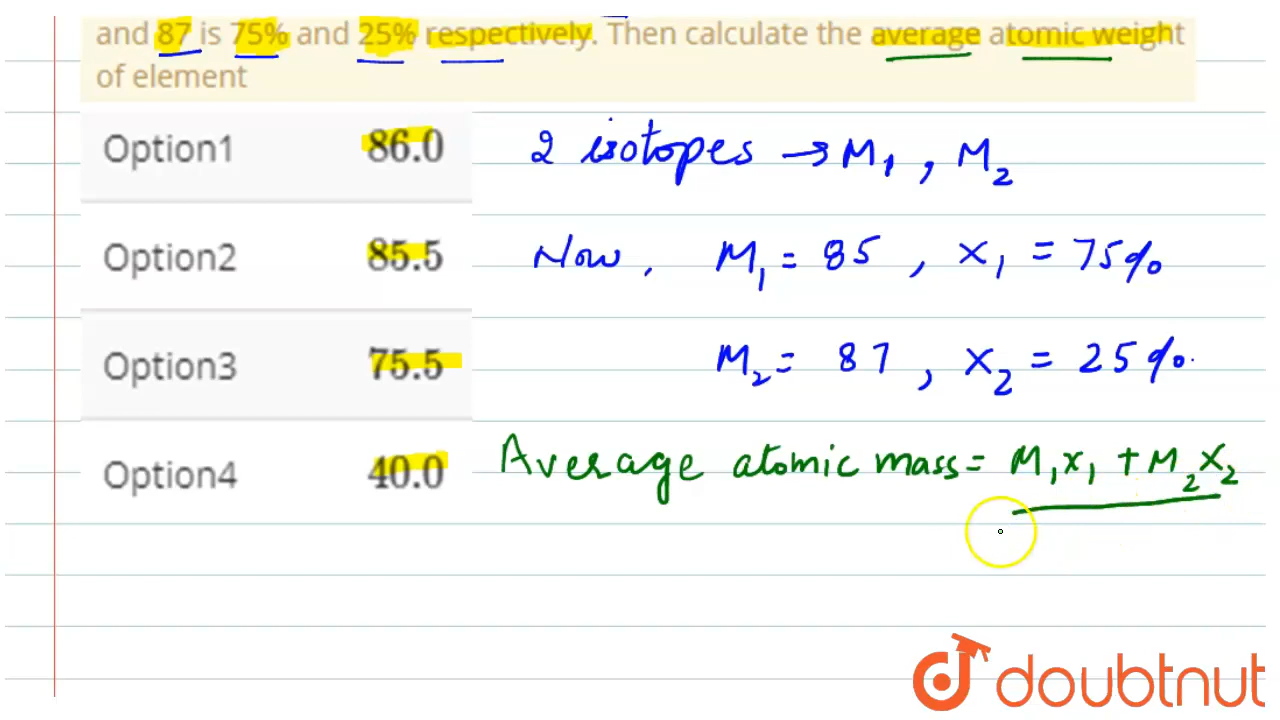 and 87 is 75% and 25% respectively. Then calculate the average atomic weight
of element
Option1 86.0
2 isotopes → M1 , M2
Option2 85.5
Now, M1 = 85 , x1 = 75%
Option3 75.5
M2 = 87 , x2 = 25%.
Option4 40.0
Average atomic mass = M1x1 + M2x2
doubtnut